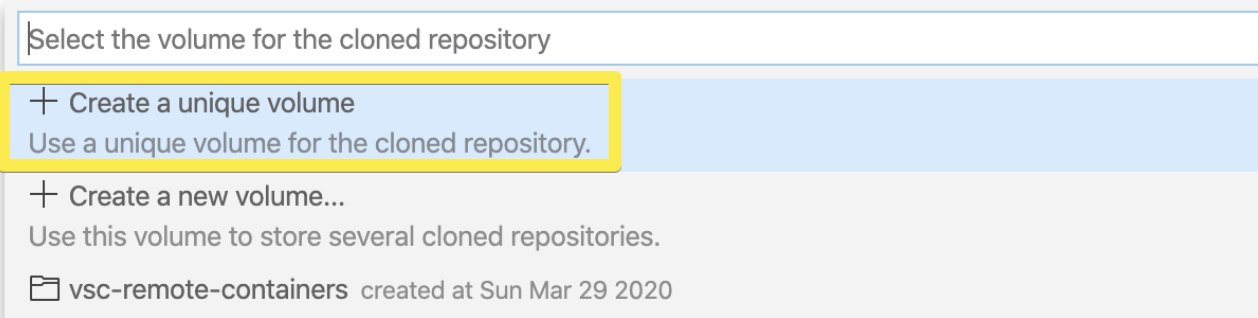 Select the volume for the cloned repository
Create a unique volume
Use a unique volume for the cloned repository.
Create a new volume...
Use this volume to store several cloned repositories.
vsc-remote-containers created at Sun Mar 29 2020